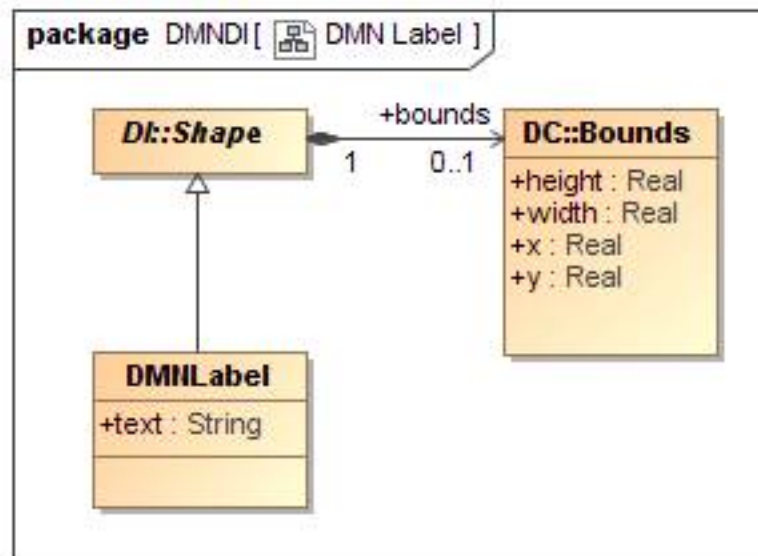 package DMNDI[ DMN Label ]
DI::Shape
+bounds
1
0..1
DC::Bounds
+height : Real
+width : Real
+x : Real
+y : Real
DMNLabel
+text : String